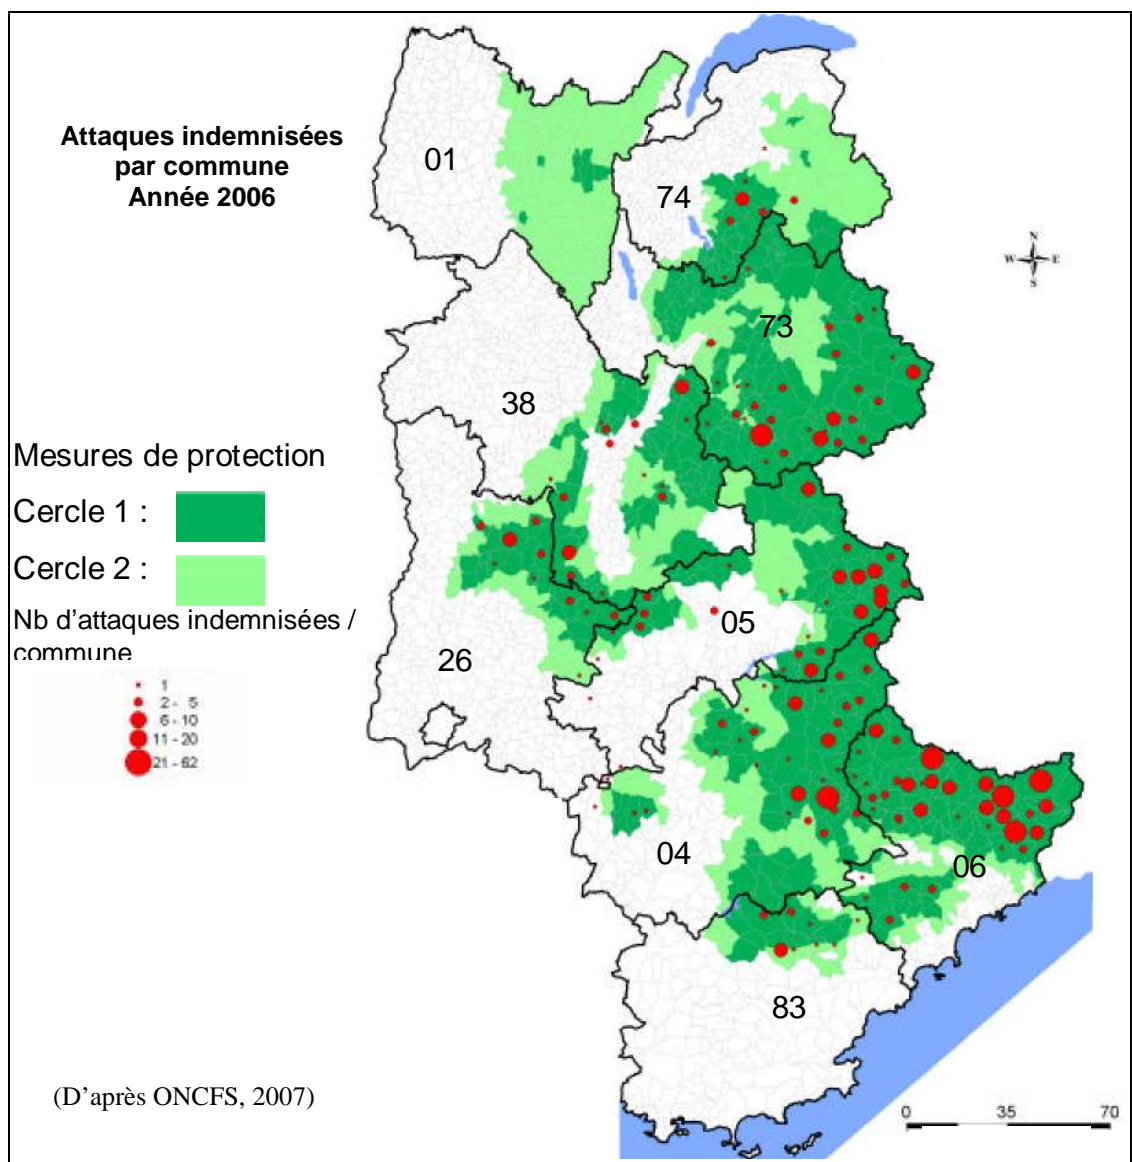 Attaques indemnisées
par commune
Année 2006
01
74
73
38
N
W E
S
Mesures de protection
Cercle 1 :
Cercle 2 :
Nb d'attaques indemnisées /
commune
1
2 - 5
6 - 10
11 - 20
21 - 62
05
26
04
06
83
(D'après ONCFS, 2007)
0 35 70